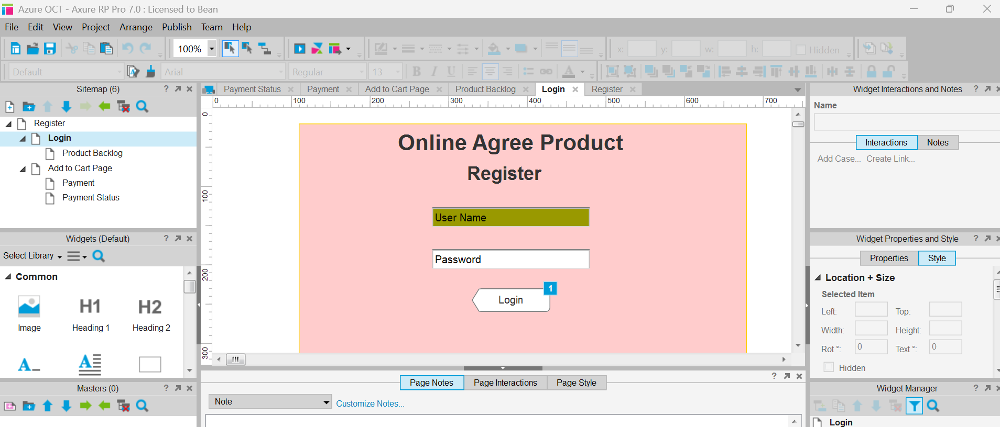 Azure OCT - Axure RP Pro 7.0 : Licensed to Bean
File Edit View Project Arrange Publish Team Help
100% x: y: w: h: Hidden
Default Arial Regular 13 B I U A
Sitemap (6) ?
Register
Login
Product Backlog
Add to Cart Page
Payment
Payment Status
Widgets (Default) ?
Select Library
Common
H1 H2
Image Heading 1 Heading 2
A A
Masters (0) ?
Payment Status Payment Add to Cart Page Product Backlog Login Register
0 100 200 300 400 500 600 700
0
100
200
300
Online Agree Product
Register
User Name
Password
1
Login
?
Page Notes Page Interactions Page Style
Note Customize Notes...
Widget Interactions and Notes ?
Name
Interactions Notes
Add Case... Create Link...
Widget Properties and Style ?
Properties Style
Location + Size
Selected Item
Left: Top:
Width: Height:
Rot °: 0 Text °: 0
Hidden
Widget Manager ?
Login